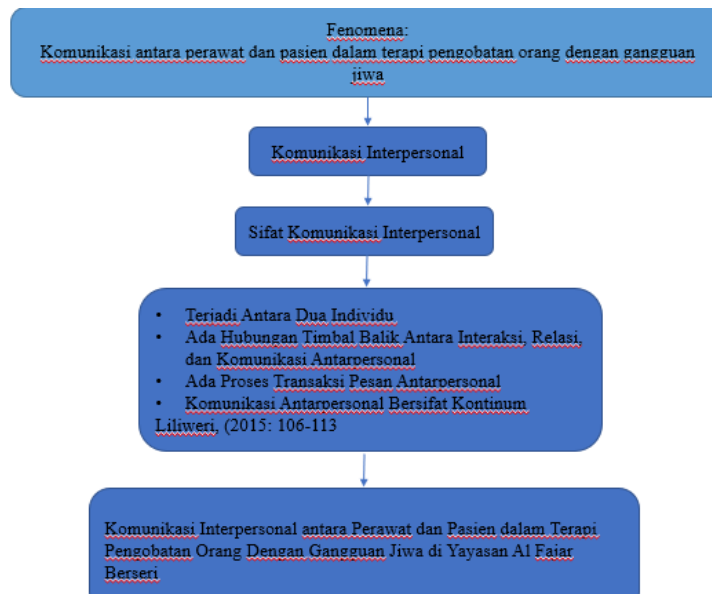 Fenomena:
Komunikasi antara perawat dan pasien dalam terapi pengobatan orang dengan gangguan
jiwa
Komunikasi Interpersonal
Sifat Komunikasi Interpersonal
• Terjadi Antara Dua Individu
• Ada Hubungan Timbal Balik Antara Interaksi, Relasi,
dan Komunikasi Antarpersonal
• Ada Proses Transaksi Pesan Antarpersonal
• Komunikasi Antarpersonal Bersifat Kontinum
Liliweri, (2015: 106-113
Komunikasi Interpersonal antara Perawat dan Pasien dalam Terapi
Pengobatan Orang Dengan Gangguan Jiwa di Yayasan Al Fajar
Berseri